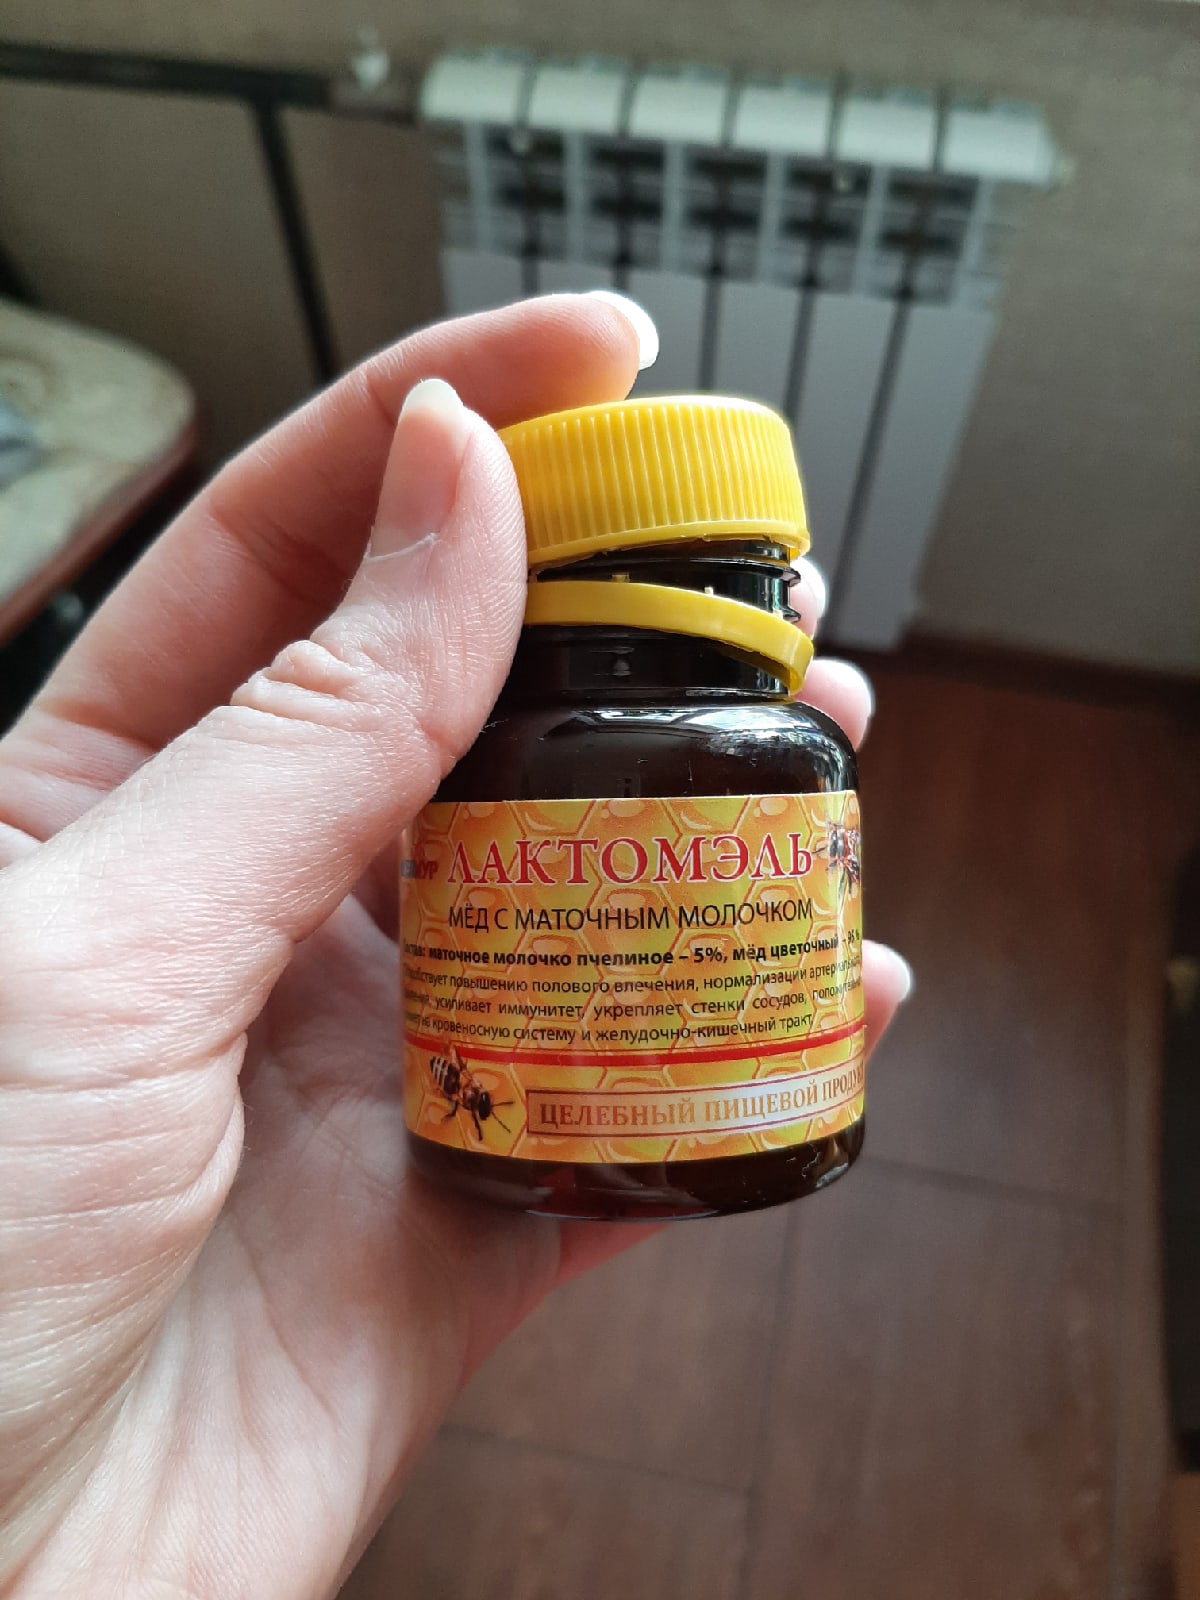 ЛАКТОМЭЛЬ
МЁД С МАТОЧНЫМ МОЛОЧКОМ
маточное молочко пчелиное – 5%, мёд цветочный – 95 %
повышению полового влечения, нормализации
усиливает иммунитет, укрепляет стенки сосудов,
на кровеносную систему и желудочно-кишечный тракт.
ЦЕЛЕБНЫЙ ПИЩЕВОЙ